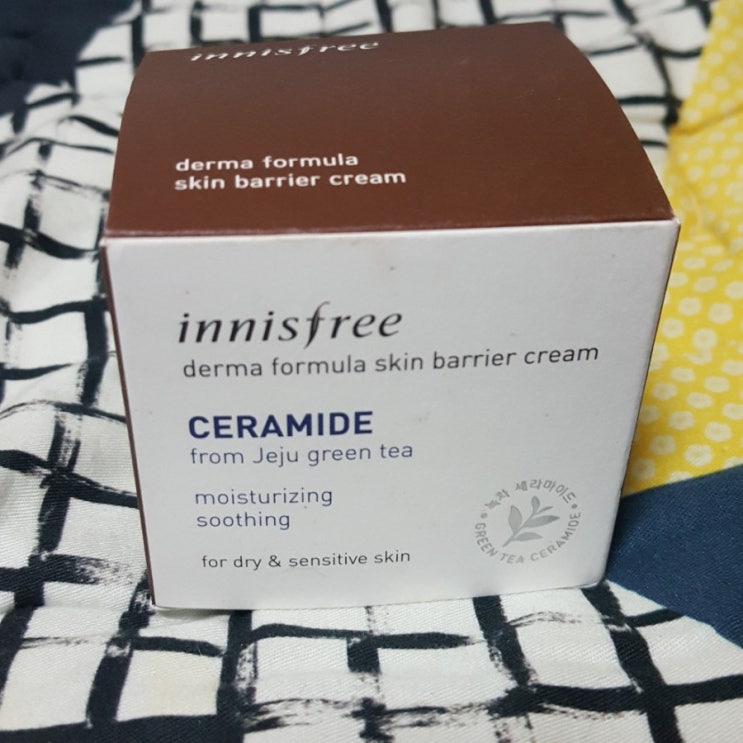 innisfree
derma formula
skin barrier cream
innisfree
derma formula skin barrier cream
CERAMIDE
from Jeju green tea
moisturizing
soothing
for dry & sensitive skin
녹차 세라마이드
GREEN TEA CERAMIDE